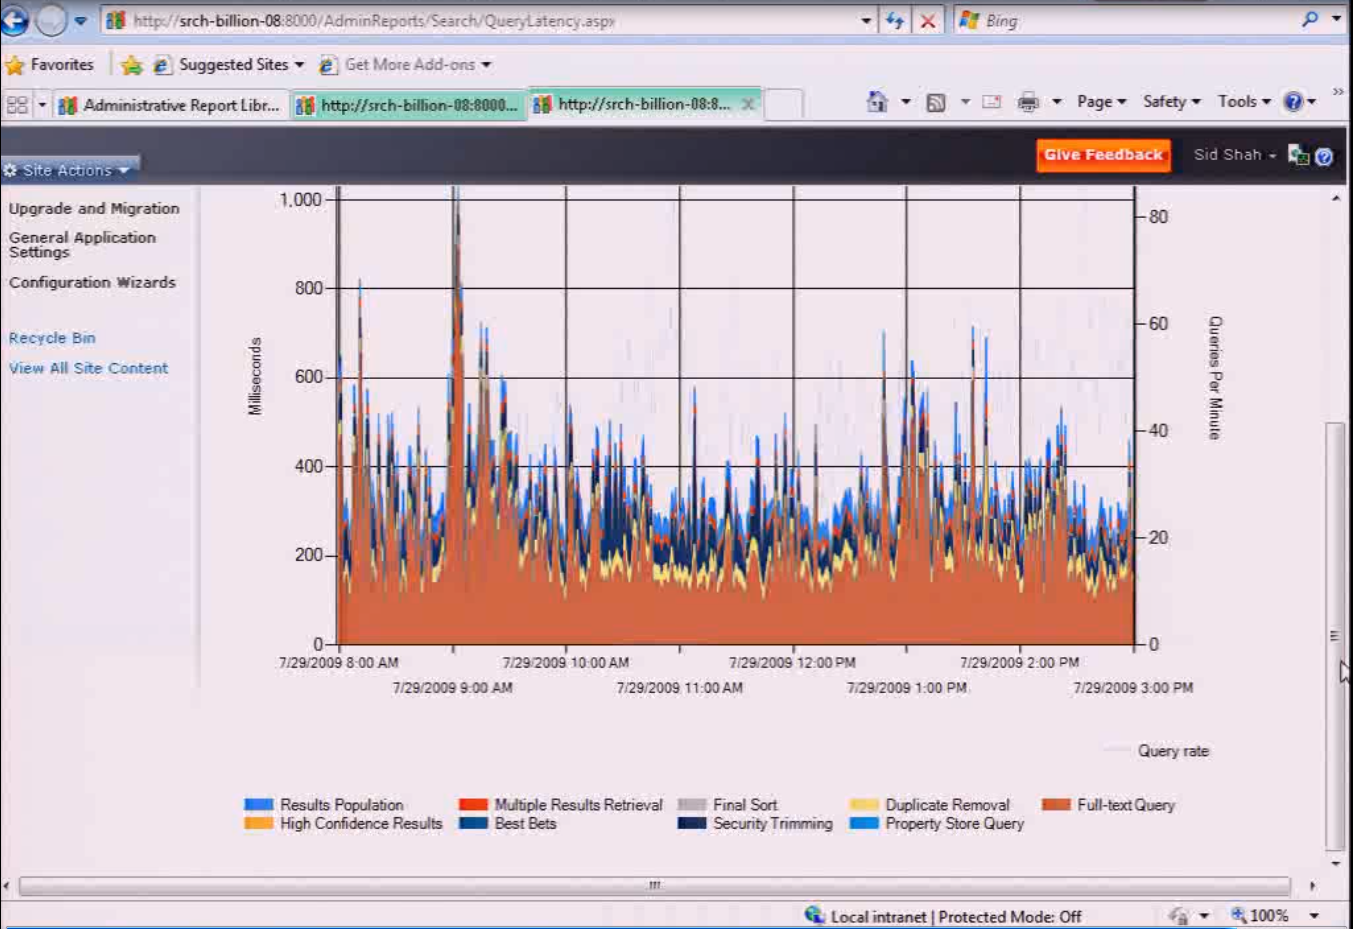 http://srch-billion-08:8000/AdminReports/Search/QueryLatency.aspx
Bing
Favorites
Suggested Sites
Get More Add-ons
Administrative Report Libr...
http://srch-billion-08:8000...
http://srch-billion-08:8...
Page
Safety
Tools
Give Feedback
Sid Shah
Site Actions
Upgrade and Migration
General Application
Settings
Configuration Wizards
Recycle Bin
View All Site Content
Milliseconds
1,000
800
600
400
200
0
80
60
40
20
0
Queries Per Minute
7/29/2009 8:00 AM
7/29/2009 10:00 AM
7/29/2009 12:00 PM
7/29/2009 2:00 PM
7/29/2009 9:00 AM
7/29/2009 11:00 AM
7/29/2009 1:00 PM
7/29/2009 3:00 PM
Query rate
Results Population
Multiple Results Retrieval
Final Sort
Duplicate Removal
Full-text Query
High Confidence Results
Best Bets
Security Trimming
Property Store Query
Local intranet | Protected Mode: Off
100%